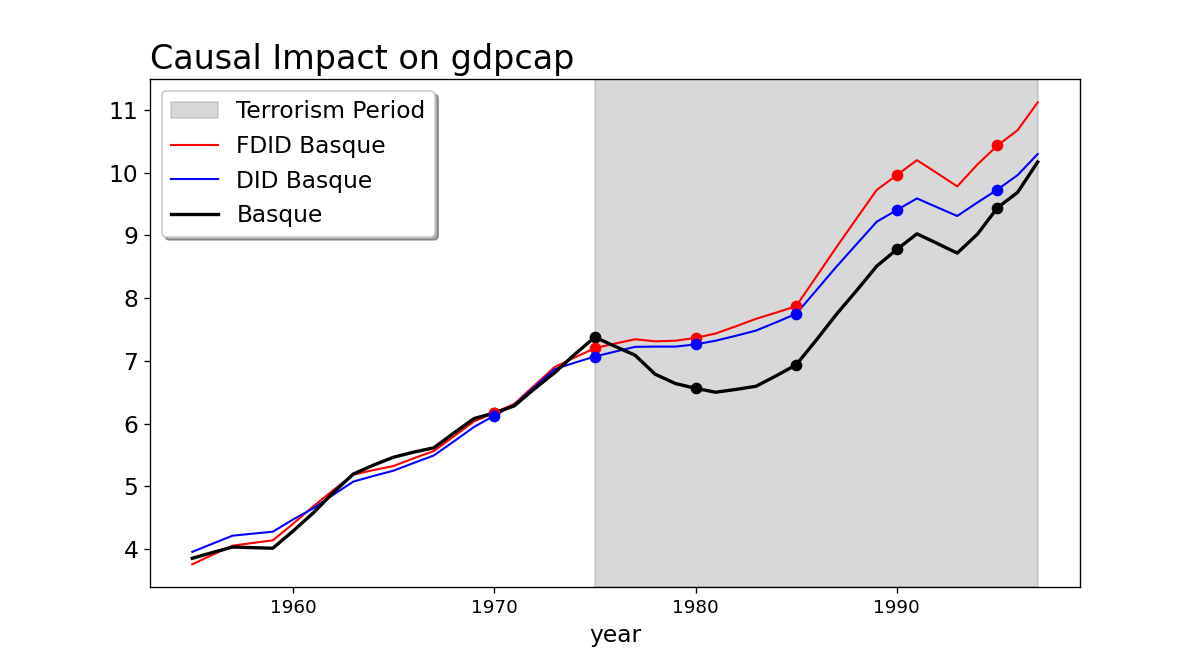 Causal Impact on gdpcap
Terrorism Period
FDID Basque
DID Basque
Basque
11
10
9
8
7
6
5
4
1960
1970
1980
1990
year